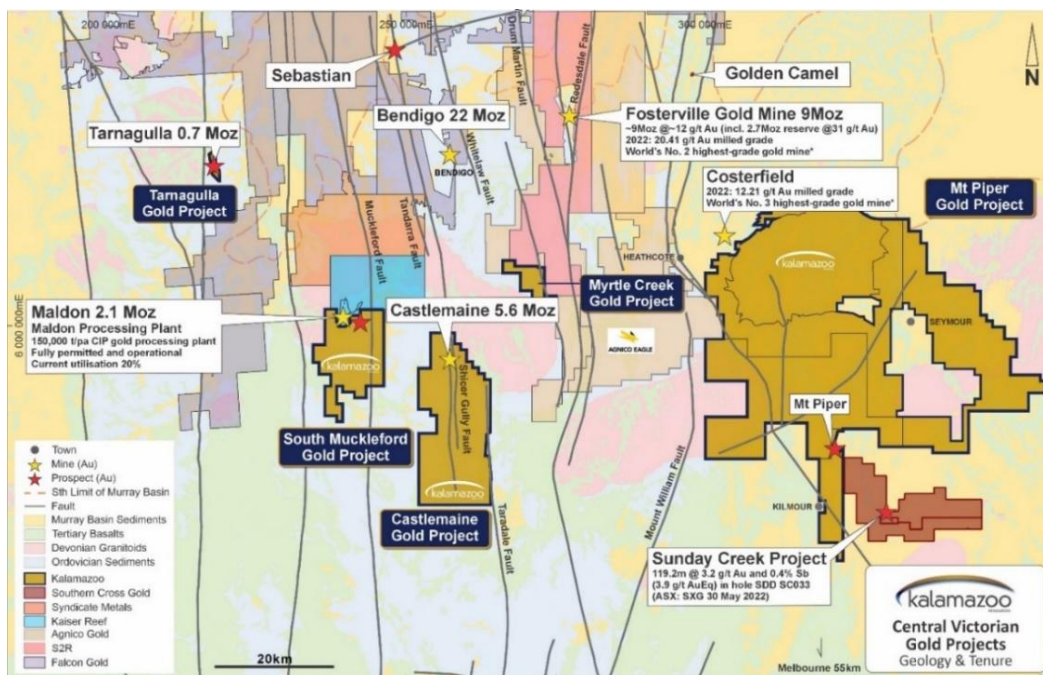 200 000mE
250 000mE
300 000mE
6 000 000mE
N
Sebastian
Drum Martin Fault
Redesdale Fault
Golden Camel
Tarnagulla 0.7 Moz
Tarnagulla
Gold Project
Bendigo 22 Moz
BENDIGO
Whitelaw Fault
Fosterville Gold Mine 9Moz
~9Moz @~12 g/t Au (incl. 2.7Moz reserve @31 g/t Au)
2022: 20.41 g/t Au milled grade
World's No. 2 highest-grade gold mine*
Costerfield
2022: 12.21 g/t Au milled grade
World's No. 3 highest-grade gold mine*
Mt Piper
Gold Project
Muckleford Fault
Tandarra Fault
HEATHCOTE
kalamazoo
Myrtle Creek
Gold Project
AGNICO EAGLE
SEYMOUR
Maldon 2.1 Moz
Maldon Processing Plant
150,000 t/pa CIP gold processing plant
Fully permitted and operational
Current utilisation 20%
Castlemaine 5.6 Moz
kalamazoo
Shicer Gully Fault
South Muckleford
Gold Project
kalamazoo
Castlemaine
Gold Project
Taradale Fault
Mount William Fault
Mt Piper
KILMOUR
Sunday Creek Project
119.2m @ 3.2 g/t Au and 0.4% Sb
(3.9 g/t AuEq) in hole SDD SC033
(ASX: SXG 30 May 2022)
Town
Mine (Au)
Prospect (Au)
Sth Limit of Murray Basin
Fault
Murray Basin Sediments
Tertiary Basalts
Devonian Granitoids
Ordovician Sediments
Kalamazoo
Southern Cross Gold
Syndicate Metals
Kaiser Reef
Agnico Gold
S2R
Falcon Gold
20km
Melbourne 55km
kalamazoo
RESOURCES
Central Victorian
Gold Projects
Geology & Tenure